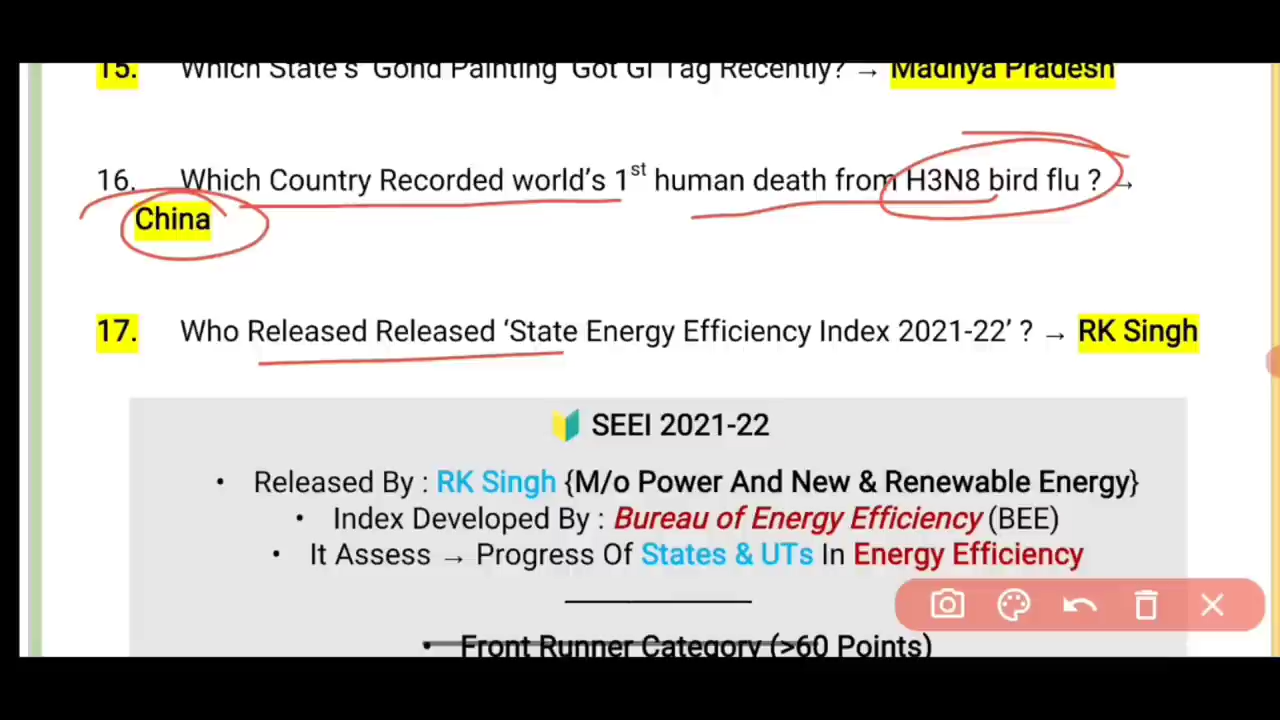 15. Which State's 'Gond Painting' Got GI Tag Recently? → Madhya Pradesh
16. Which Country Recorded world's 1st human death from H3N8 bird flu ? →
China
17. Who Released Released 'State Energy Efficiency Index 2021-22' ? → RK Singh
SEEI 2021-22
• Released By : RK Singh {M/o Power And New & Renewable Energy}
• Index Developed By : Bureau of Energy Efficiency (BEE)
• It Assess → Progress Of States & UTs In Energy Efficiency
• Front Runner Category (>60 Points)